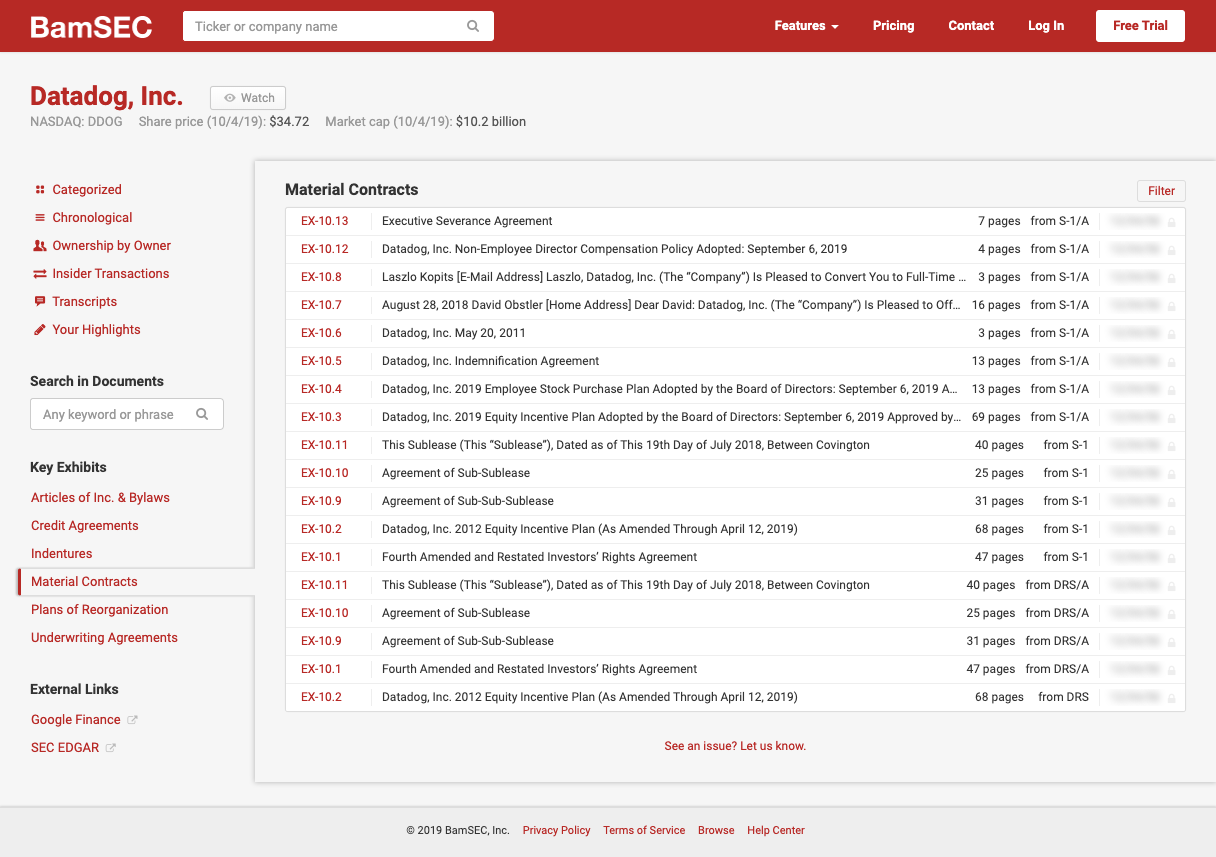 BamSEC
Ticker or company name
Features
Pricing
Contact
Log In
Free Trial
Datadog, Inc.
Watch
NASDAQ: DDOG Share price (10/4/19): $34.72 Market cap (10/4/19): $10.2 billion
Categorized
Chronological
Ownership by Owner
Insider Transactions
Transcripts
Your Highlights
Search in Documents
Any keyword or phrase
Key Exhibits
Articles of Inc. & Bylaws
Credit Agreements
Indentures
Material Contracts
Plans of Reorganization
Underwriting Agreements
External Links
Google Finance
SEC EDGAR
Material Contracts
Filter
EX-10.13 Executive Severance Agreement 7 pages from S-1/A
EX-10.12 Datadog, Inc. Non-Employee Director Compensation Policy Adopted: September 6, 2019 4 pages from S-1/A
EX-10.8 Laszlo Kopits [E-Mail Address] Laszlo, Datadog, Inc. (The “Company”) Is Pleased to Convert You to Full-Time ... 3 pages from S-1/A
EX-10.7 August 28, 2018 David Obstler [Home Address] Dear David: Datadog, Inc. (The “Company”) Is Pleased to Off... 16 pages from S-1/A
EX-10.6 Datadog, Inc. May 20, 2011 3 pages from S-1/A
EX-10.5 Datadog, Inc. Indemnification Agreement 13 pages from S-1/A
EX-10.4 Datadog, Inc. 2019 Employee Stock Purchase Plan Adopted by the Board of Directors: September 6, 2019 A... 13 pages from S-1/A
EX-10.3 Datadog, Inc. 2019 Equity Incentive Plan Adopted by the Board of Directors: September 6, 2019 Approved by... 69 pages from S-1/A
EX-10.11 This Sublease (This “Sublease”), Dated as of This 19th Day of July 2018, Between Covington 40 pages from S-1
EX-10.10 Agreement of Sub-Sublease 25 pages from S-1
EX-10.9 Agreement of Sub-Sub-Sublease 31 pages from S-1
EX-10.2 Datadog, Inc. 2012 Equity Incentive Plan (As Amended Through April 12, 2019) 68 pages from S-1
EX-10.1 Fourth Amended and Restated Investors’ Rights Agreement 47 pages from S-1
EX-10.11 This Sublease (This “Sublease”), Dated as of This 19th Day of July 2018, Between Covington 40 pages from DRS/A
EX-10.10 Agreement of Sub-Sublease 25 pages from DRS/A
EX-10.9 Agreement of Sub-Sub-Sublease 31 pages from DRS/A
EX-10.1 Fourth Amended and Restated Investors’ Rights Agreement 47 pages from DRS/A
EX-10.2 Datadog, Inc. 2012 Equity Incentive Plan (As Amended Through April 12, 2019) 68 pages from DRS
See an issue? Let us know.
© 2019 BamSEC, Inc. Privacy Policy Terms of Service Browse Help Center